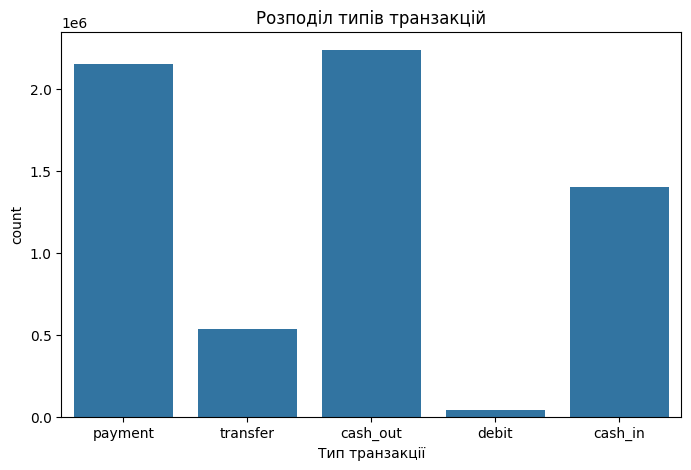 Розподіл типів транзакцій
1e6
2.0
1.5
1.0
0.5
0.0
count
payment transfer cash_out debit cash_in
Тип транзакції